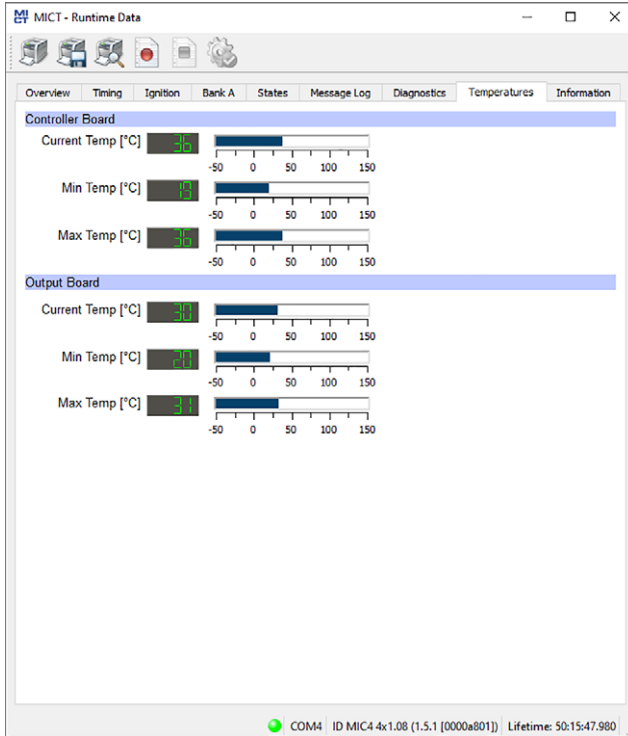 MICT MICT - Runtime Data
Overview Timing Ignition Bank A States Message Log Diagnostics Temperatures Information
Controller Board
Current Temp [°C] 36
-50 0 50 100 150
Min Temp [°C] 19
-50 0 50 100 150
Max Temp [°C] 36
-50 0 50 100 150
Output Board
Current Temp [°C] 30
-50 0 50 100 150
Min Temp [°C] 20
-50 0 50 100 150
Max Temp [°C] 31
-50 0 50 100 150
COM4 ID MIC4 4x1.08 (1.5.1 [0000a801]) Lifetime: 50:15:47.980